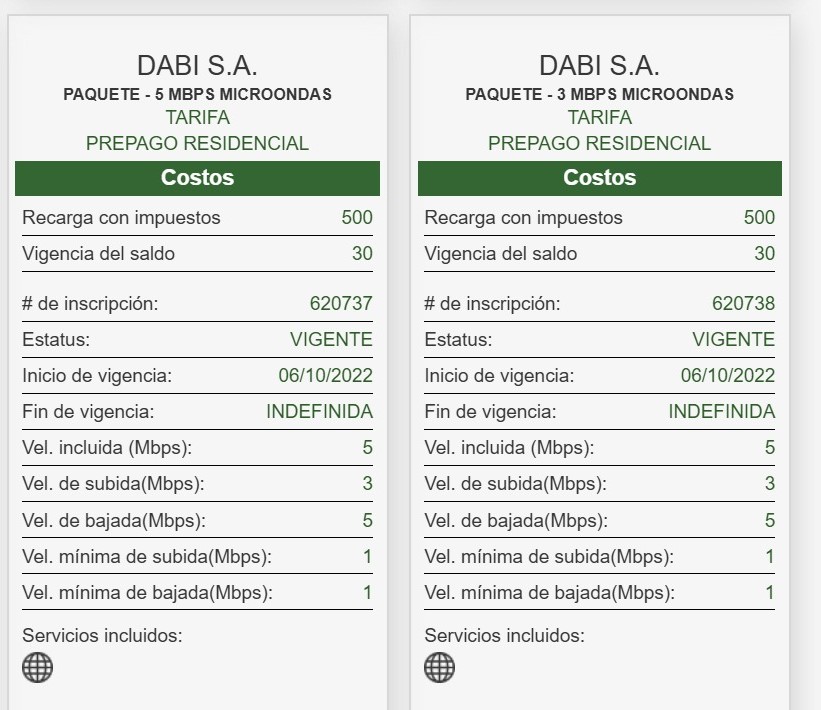 DABI S.A.
PAQUETE - 5 MBPS MICROONDAS
TARIFA
PREPAGO RESIDENCIAL
Costos
Recarga con impuestos 500
Vigencia del saldo 30
# de inscripción: 620737
Estatus: VIGENTE
Inicio de vigencia: 06/10/2022
Fin de vigencia: INDEFINIDA
Vel. incluida (Mbps): 5
Vel. de subida(Mbps): 3
Vel. de bajada(Mbps): 5
Vel. mínima de subida(Mbps): 1
Vel. mínima de bajada(Mbps): 1
Servicios incluidos:
DABI S.A.
PAQUETE - 3 MBPS MICROONDAS
TARIFA
PREPAGO RESIDENCIAL
Costos
Recarga con impuestos 500
Vigencia del saldo 30
# de inscripción: 620738
Estatus: VIGENTE
Inicio de vigencia: 06/10/2022
Fin de vigencia: INDEFINIDA
Vel. incluida (Mbps): 5
Vel. de subida(Mbps): 3
Vel. de bajada(Mbps): 5
Vel. mínima de subida(Mbps): 1
Vel. mínima de bajada(Mbps): 1
Servicios incluidos: